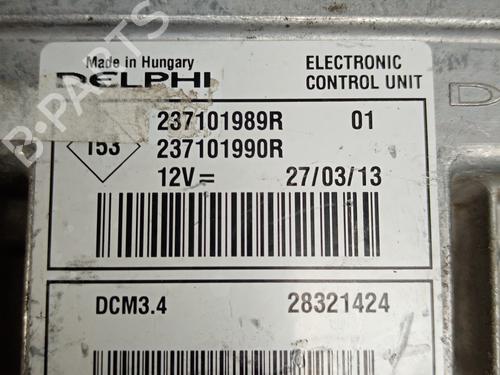 Made in Hungary
DELPHI
ELECTRONIC
CONTROL UNIT
237101989R 01
153
237101990R
12V= 27/03/13
DCM3.4 28321424
B-PARTS
D